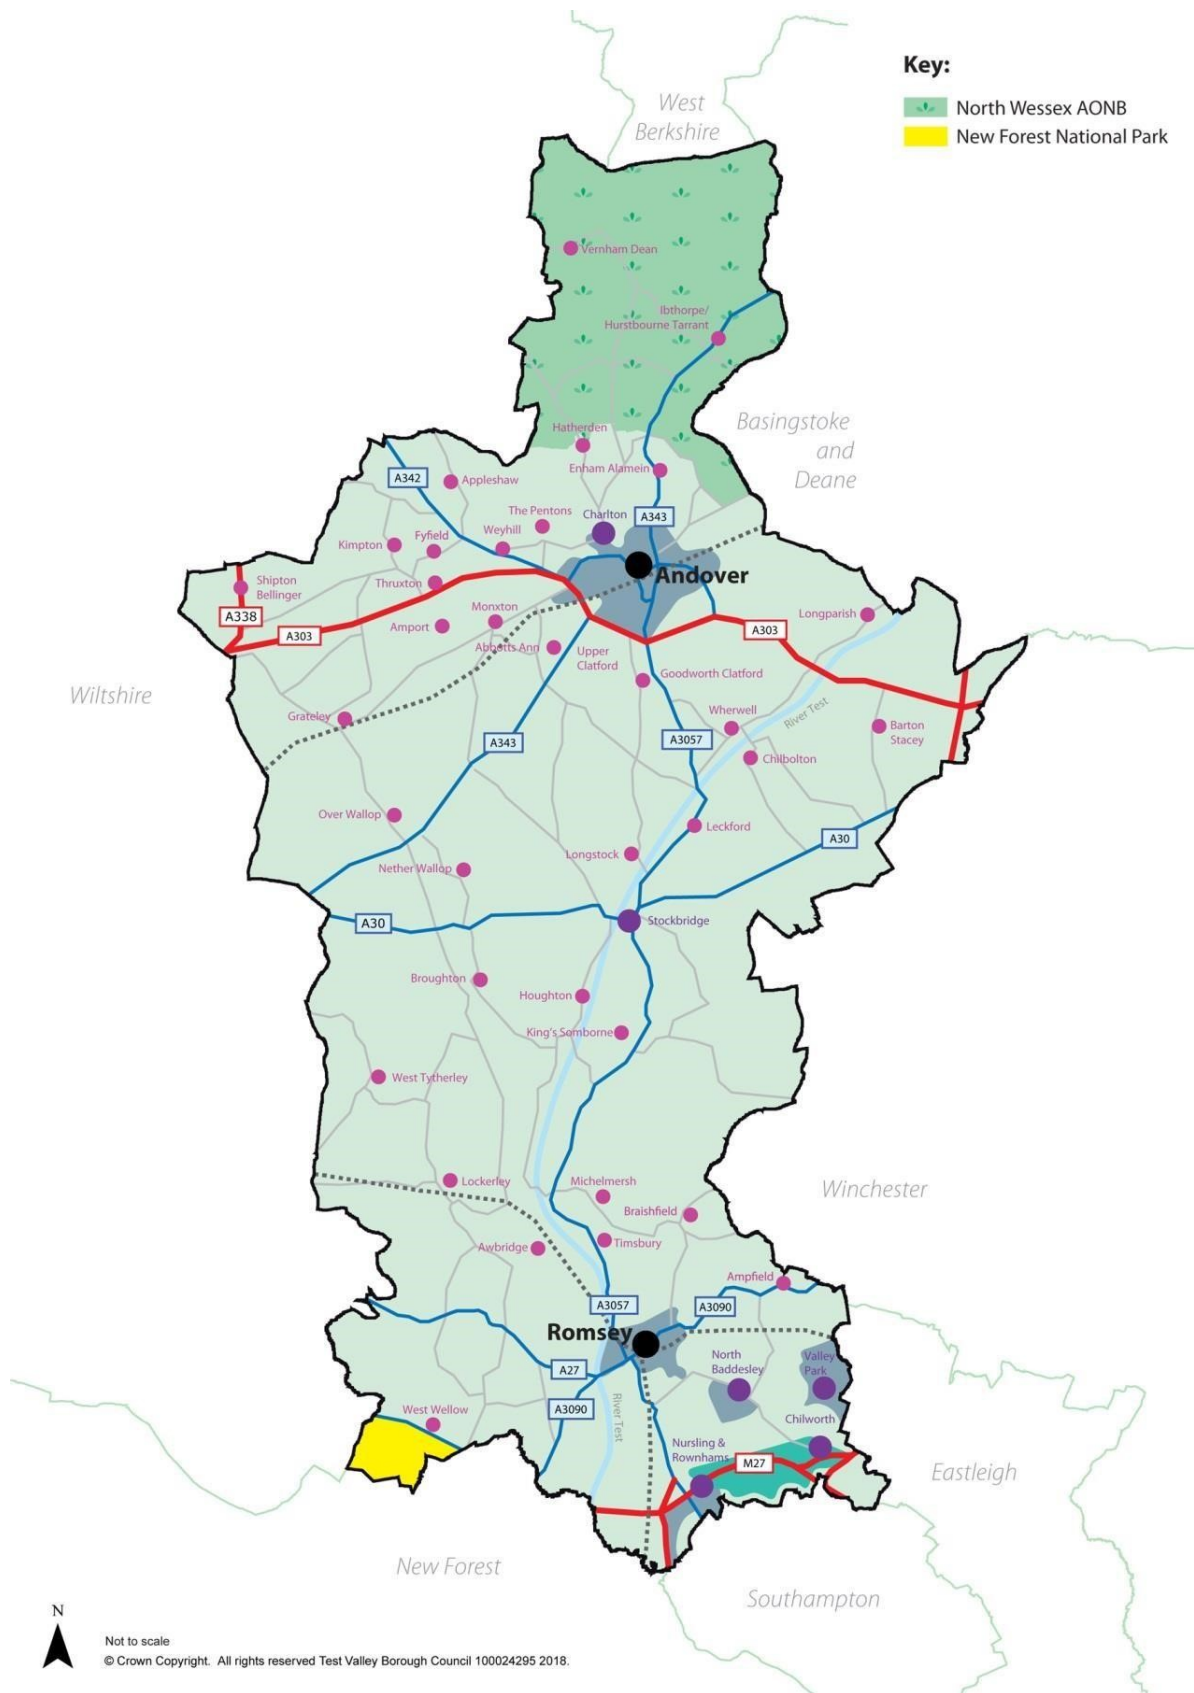 Key:
North Wessex AONB
New Forest National Park
West
Berkshire
Vernham Dean
Ibthorpe/
Hurstbourne Tarrant
Basingstoke
and
Deane
Hatherden
Enham Alamein
A342
Appleshaw
The Pentons
Charlton
A343
Kimpton
Fyfield
Weyhill
Andover
Shipton
Bellinger
Thruxton
A338
A303
Amport
Monxton
Abbotts Ann
Upper
Clatford
A303
Longparish
Goodworth Clatford
Wiltshire
Grateley
A343
A3057
Wherwell
River Test
Barton
Stacey
Chilbolton
Over Wallop
Leckford
A30
Nether Wallop
Longstock
A30
Stockbridge
Broughton
Houghton
King's Somborne
West Tytherley
Lockerley
Michelmersh
Winchester
Braishfield
Awbridge
Timsbury
Ampfield
A3057
A3090
Romsey
North
Baddesley
Valley
Park
A27
A3090
West Wellow
River Test
Chilworth
Nursling &
Rownhams
M27
Eastleigh
New Forest
Southampton
N
Not to scale
© Crown Copyright. All rights reserved Test Valley Borough Council 100024295 2018.